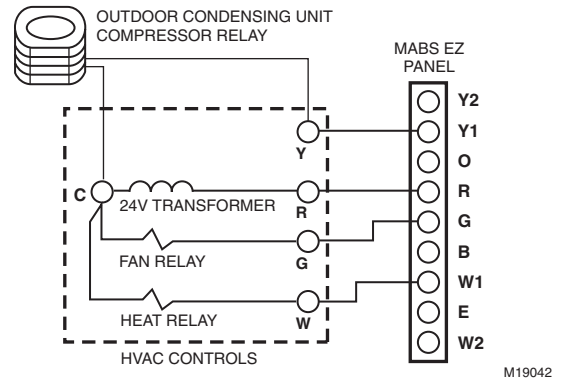 OUTDOOR CONDENSING UNIT
COMPRESSOR RELAY
MABS EZ
PANEL
Y2
Y
Y1
O
C
24V TRANSFORMER
R
R
G
FAN RELAY
G
B
W1
HEAT RELAY
W
E
W2
HVAC CONTROLS
M19042